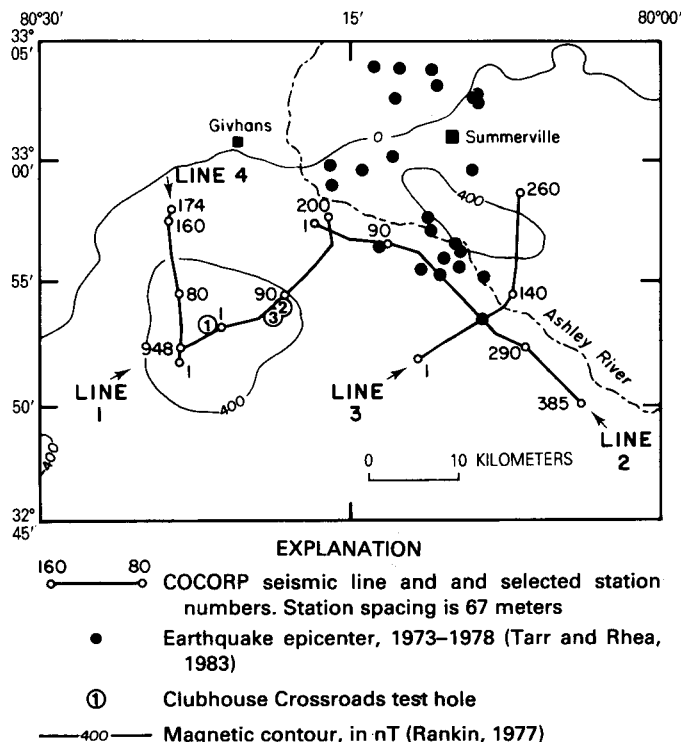 80°30′ 15′ 80°00′
33°
05′
Givhans
0
Summerville
33°
00′
LINE 4
174
160
200
1
90
400
260
55′
80
90
1
1
2
3
140
948
1
Ashley River
290
LINE
1
400
LINE
3
1
50′
385
400
0 10 KILOMETERS
LINE
2
32°
45′
EXPLANATION
160 80
COCORP seismic line and and selected station
numbers. Station spacing is 67 meters
Earthquake epicenter, 1973–1978 (Tarr and Rhea,
1983)
1 Clubhouse Crossroads test hole
400 Magnetic contour, in nT (Rankin, 1977)